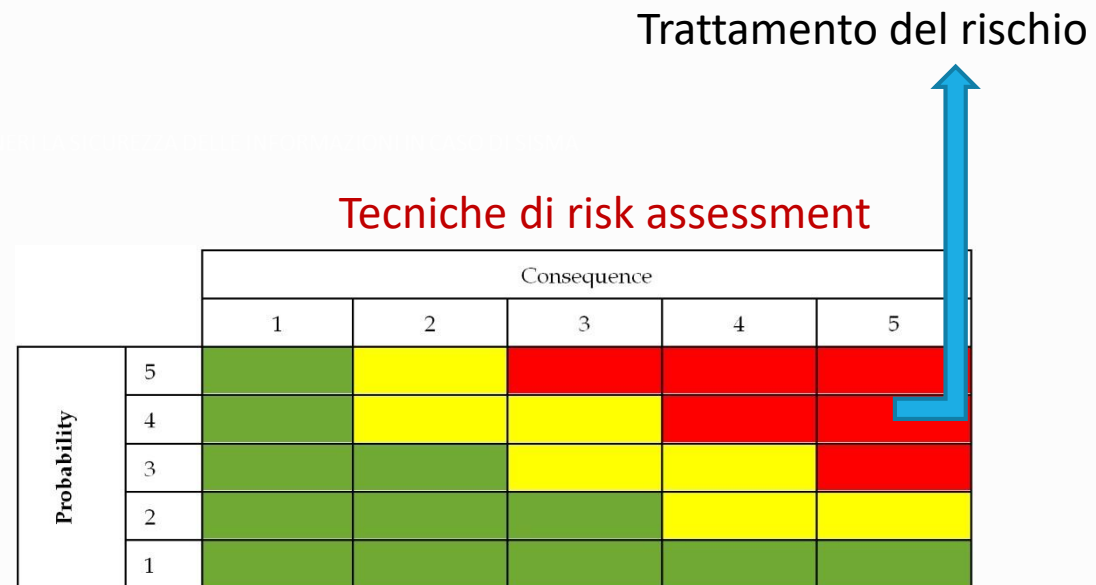 Trattamento del rischio
Tecniche di risk assessment
Consequence
1 2 3 4 5
Probability
5
4
3
2
1